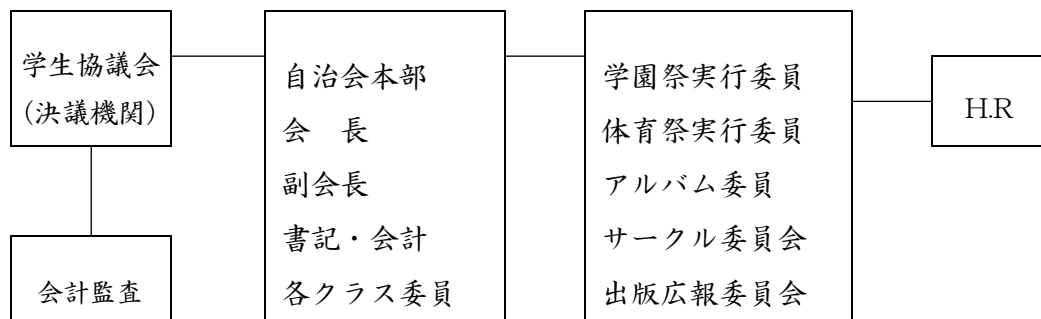 学生協議会
(決議機関)
会計監査
自治会本部
会　長
副会長
書記・会計
各クラス委員
学園祭実行委員
体育祭実行委員
アルバム委員
サークル委員会
出版広報委員会
H.R